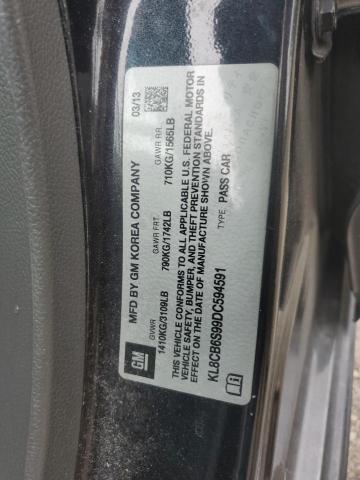 MFD BY GM KOREA COMPANY
03/13
GVWR
GAWR FRT.
GAWR RR.
1410KG/3109LB
790KG/1742LB
710KG/1565LB
THIS VEHICLE CONFORMS TO ALL APPLICABLE U.S. FEDERAL MOTOR
VEHICLE SAFETY, BUMPER, AND THEFT PREVENTION STANDARDS IN
EFFECT ON THE DATE OF MANUFACTURE SHOWN ABOVE.
TYPE: PASS CAR
KL8CB6S99DC594591
GM